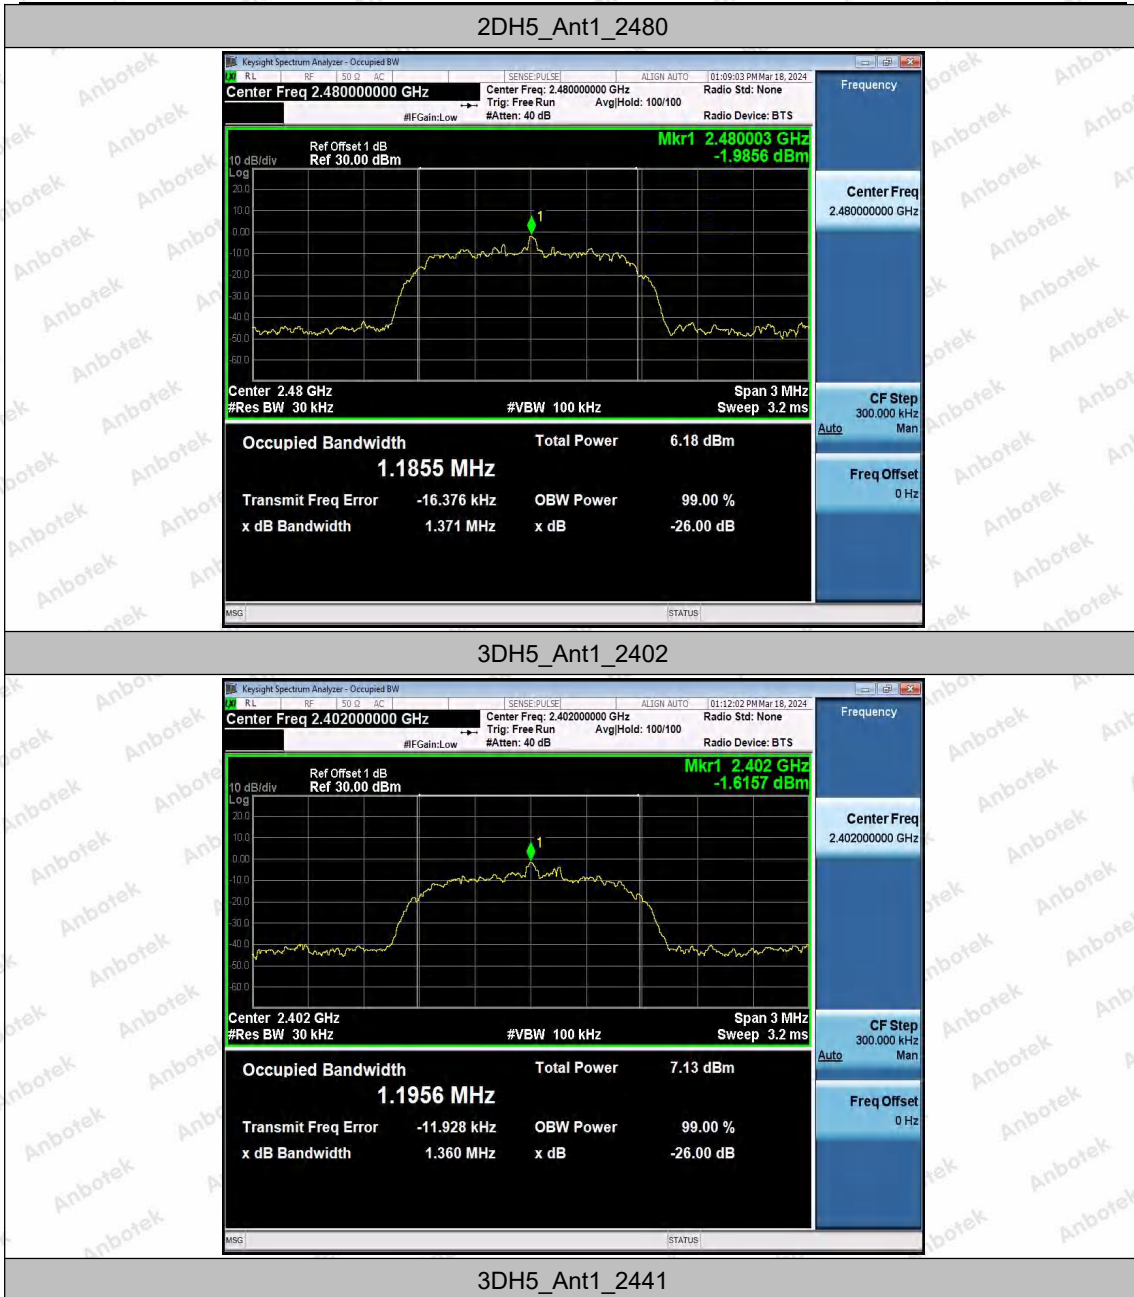 2DH5_Ant1_2480
Keysight Spectrum Analyzer - Occupied BW
LXI RL RF 50 Ω AC SENSE:PULSE ALIGN AUTO 01:09:03 PM Mar 18, 2024
Center Freq 2.480000000 GHz
Center Freq: 2.480000000 GHz Radio Std: None
Trig: Free Run Avg|Hold: 100/100
#IFGain:Low #Atten: 40 dB Radio Device: BTS
Frequency
Mkr1 2.480003 GHz
-1.9856 dBm
Ref Offset 1 dB
10 dB/div Ref 30.00 dBm
Log
20.0
10.0
0.00
-10.0
-20.0
-30.0
-40.0
-50.0
-60.0
1
Center 2.48 GHz Span 3 MHz
#Res BW 30 kHz #VBW 100 kHz Sweep 3.2 ms
Center Freq
2.480000000 GHz
CF Step
300.000 kHz
Auto Man
Freq Offset
0 Hz
Occupied Bandwidth Total Power 6.18 dBm
1.1855 MHz
Transmit Freq Error -16.376 kHz OBW Power 99.00 %
x dB Bandwidth 1.371 MHz x dB -26.00 dB
MSG STATUS
3DH5_Ant1_2402
Keysight Spectrum Analyzer - Occupied BW
LXI RL RF 50 Ω AC SENSE:PULSE ALIGN AUTO 01:12:02 PM Mar 18, 2024
Center Freq 2.402000000 GHz
Center Freq: 2.402000000 GHz Radio Std: None
Trig: Free Run Avg|Hold: 100/100
#IFGain:Low #Atten: 40 dB Radio Device: BTS
Frequency
Mkr1 2.402 GHz
-1.6157 dBm
Ref Offset 1 dB
10 dB/div Ref 30.00 dBm
Log
20.0
10.0
0.00
-10.0
-20.0
-30.0
-40.0
-50.0
-60.0
1
Center 2.402 GHz Span 3 MHz
#Res BW 30 kHz #VBW 100 kHz Sweep 3.2 ms
Center Freq
2.402000000 GHz
CF Step
300.000 kHz
Auto Man
Freq Offset
0 Hz
Occupied Bandwidth Total Power 7.13 dBm
1.1956 MHz
Transmit Freq Error -11.928 kHz OBW Power 99.00 %
x dB Bandwidth 1.360 MHz x dB -26.00 dB
MSG STATUS
3DH5_Ant1_2441